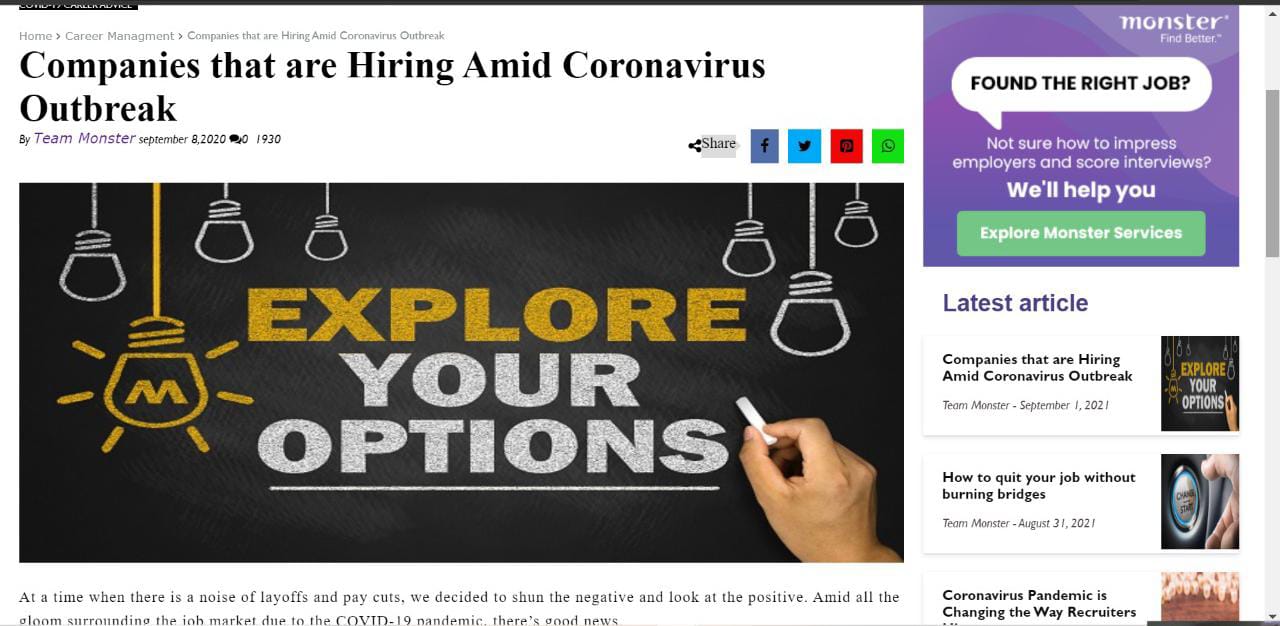 COVID-19 CAREER ADVICE
Home > Career Managment > Companies that are Hiring Amid Coronavirus Outbreak
Companies that are Hiring Amid Coronavirus
Outbreak
By Team Monster september 8,2020 0 1930
Share
EXPLORE
YOUR
OPTIONS
At a time when there is a noise of layoffs and pay cuts, we decided to shun the negative and look at the positive. Amid all the
gloom surrounding the job market due to the COVID-19 pandemic, there's good news
monster
Find Better.™
FOUND THE RIGHT JOB?
Not sure how to impress
employers and score interviews?
We'll help you
Explore Monster Services
Latest article
Companies that are Hiring
Amid Coronavirus Outbreak
Team Monster - September 1, 2021
EXPLORE
YOUR
OPTIONS
How to quit your job without
burning bridges
Team Monster - August 31, 2021
CHANGE
START
Coronavirus Pandemic is
Changing the Way Recruiters